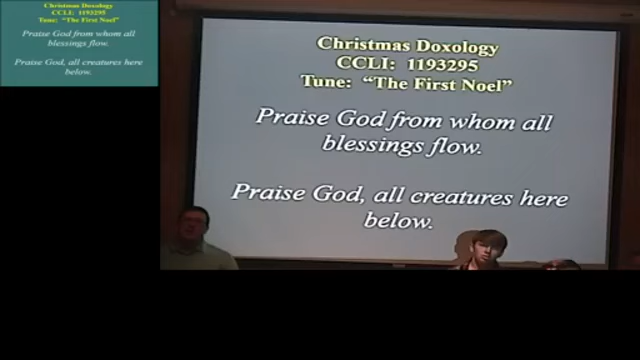 Christmas Doxology
CCLI: 1193295
Tune: "The First Noel"
Praise God from whom all
blessings flow.
Praise God, all creatures here
below.
Christmas Doxology
CCLI: 1193295
Tune: "The First Noel"
Praise God from whom all
blessings flow.
Praise God, all creatures here
below.